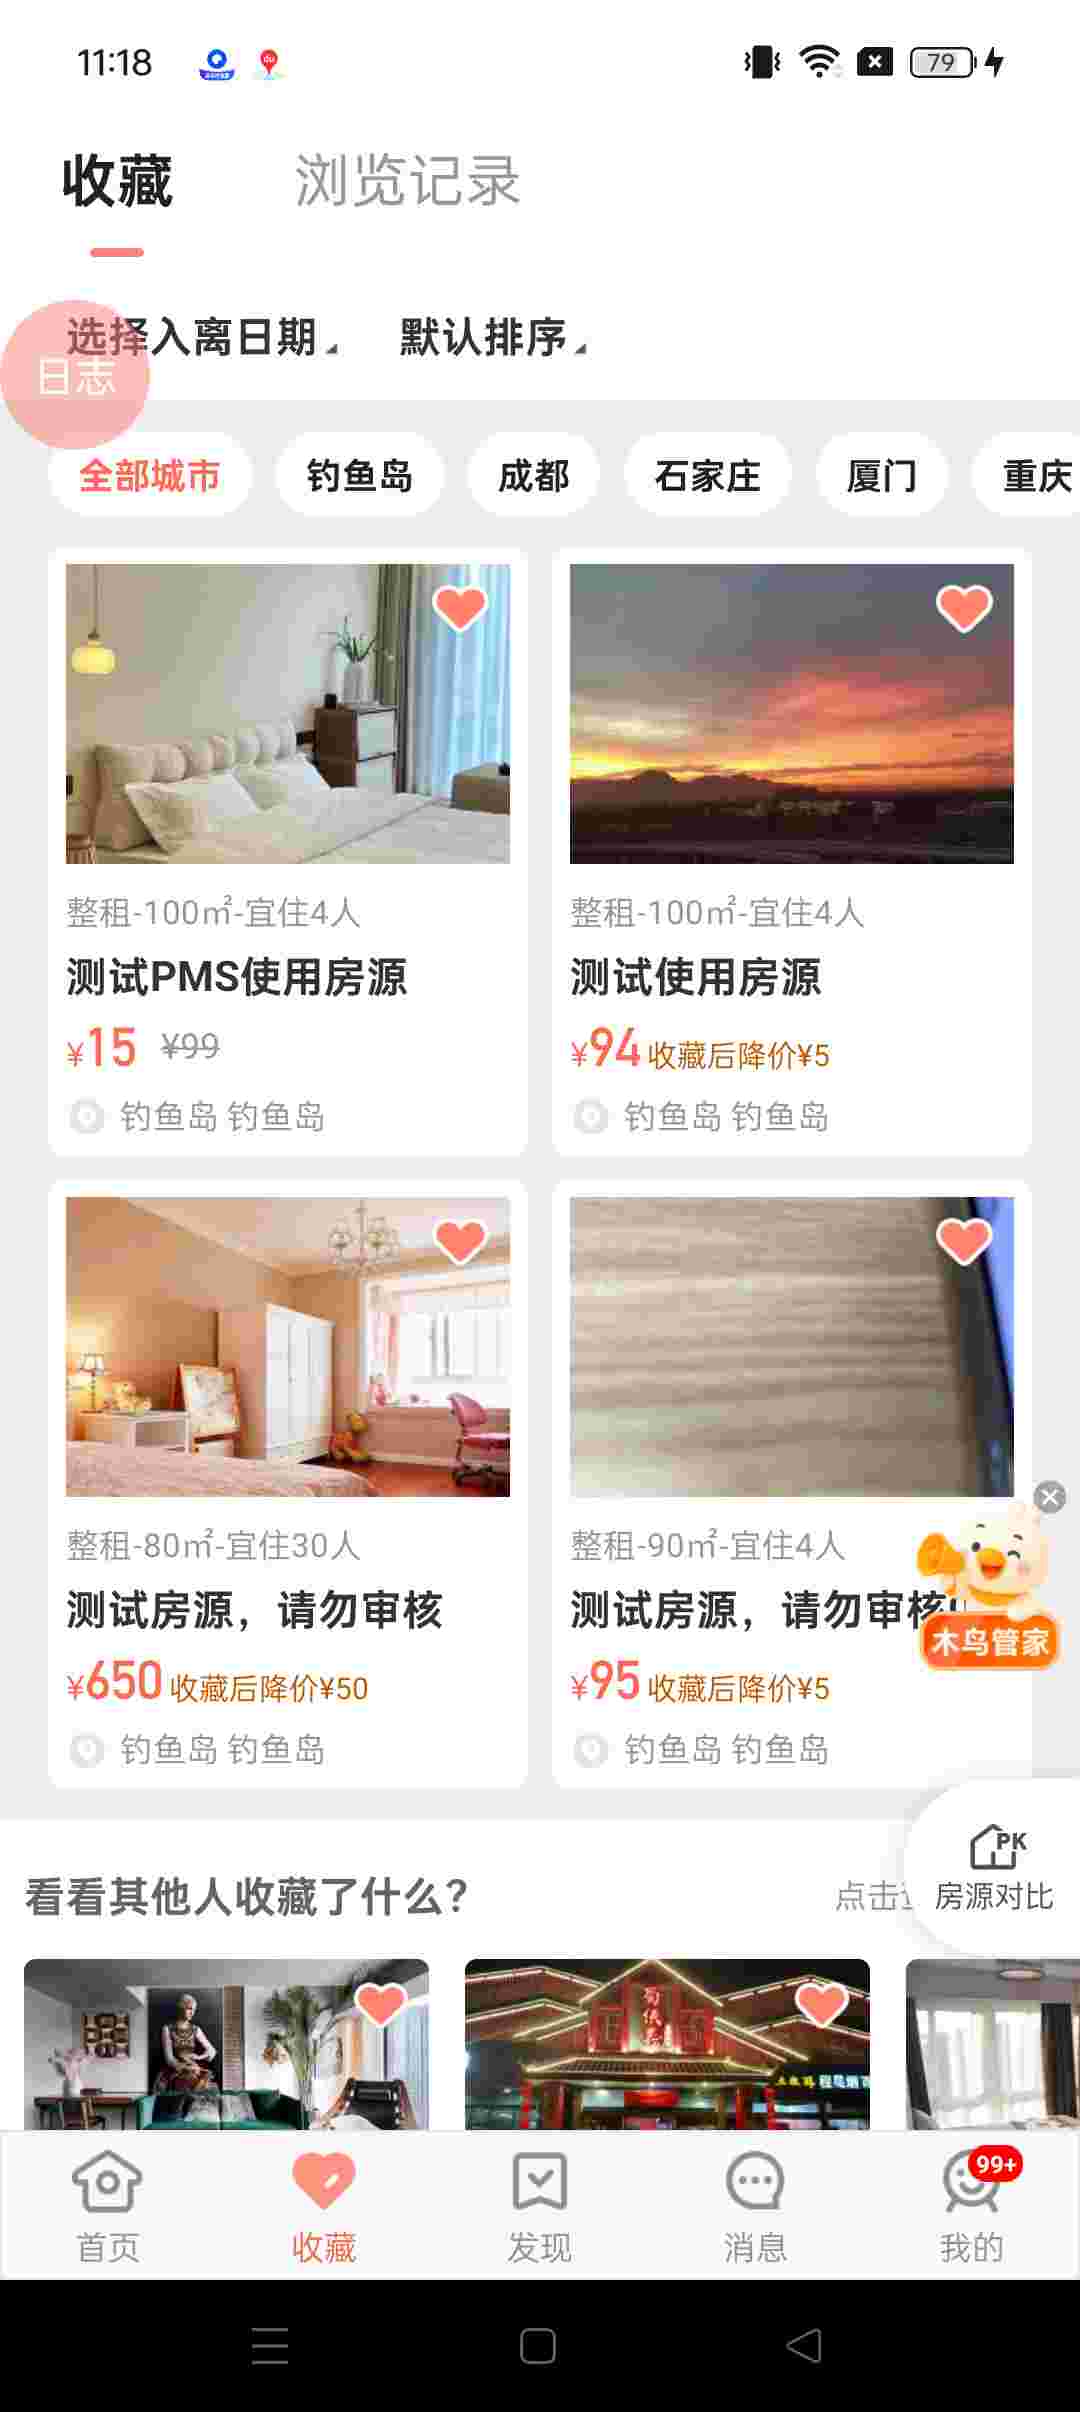 11:18
79
收藏
浏览记录
选择入离日期
默认排序
日志
全部城市
钓鱼岛
成都
石家庄
厦门
重庆
整租-100㎡-宜住4人
测试PMS使用房源
¥15 ¥99
钓鱼岛 钓鱼岛
整租-100㎡-宜住4人
测试使用房源
¥94 收藏后降价¥5
钓鱼岛 钓鱼岛
整租-80㎡-宜住30人
测试房源，请勿审核
¥650 收藏后降价¥50
钓鱼岛 钓鱼岛
整租-90㎡-宜住4人
测试房源，请勿审核
¥95 收藏后降价¥5
钓鱼岛 钓鱼岛
木鸟管家
PK
房源对比
看看其他人收藏了什么？
点击
首页
收藏
发现
消息
99+
我的